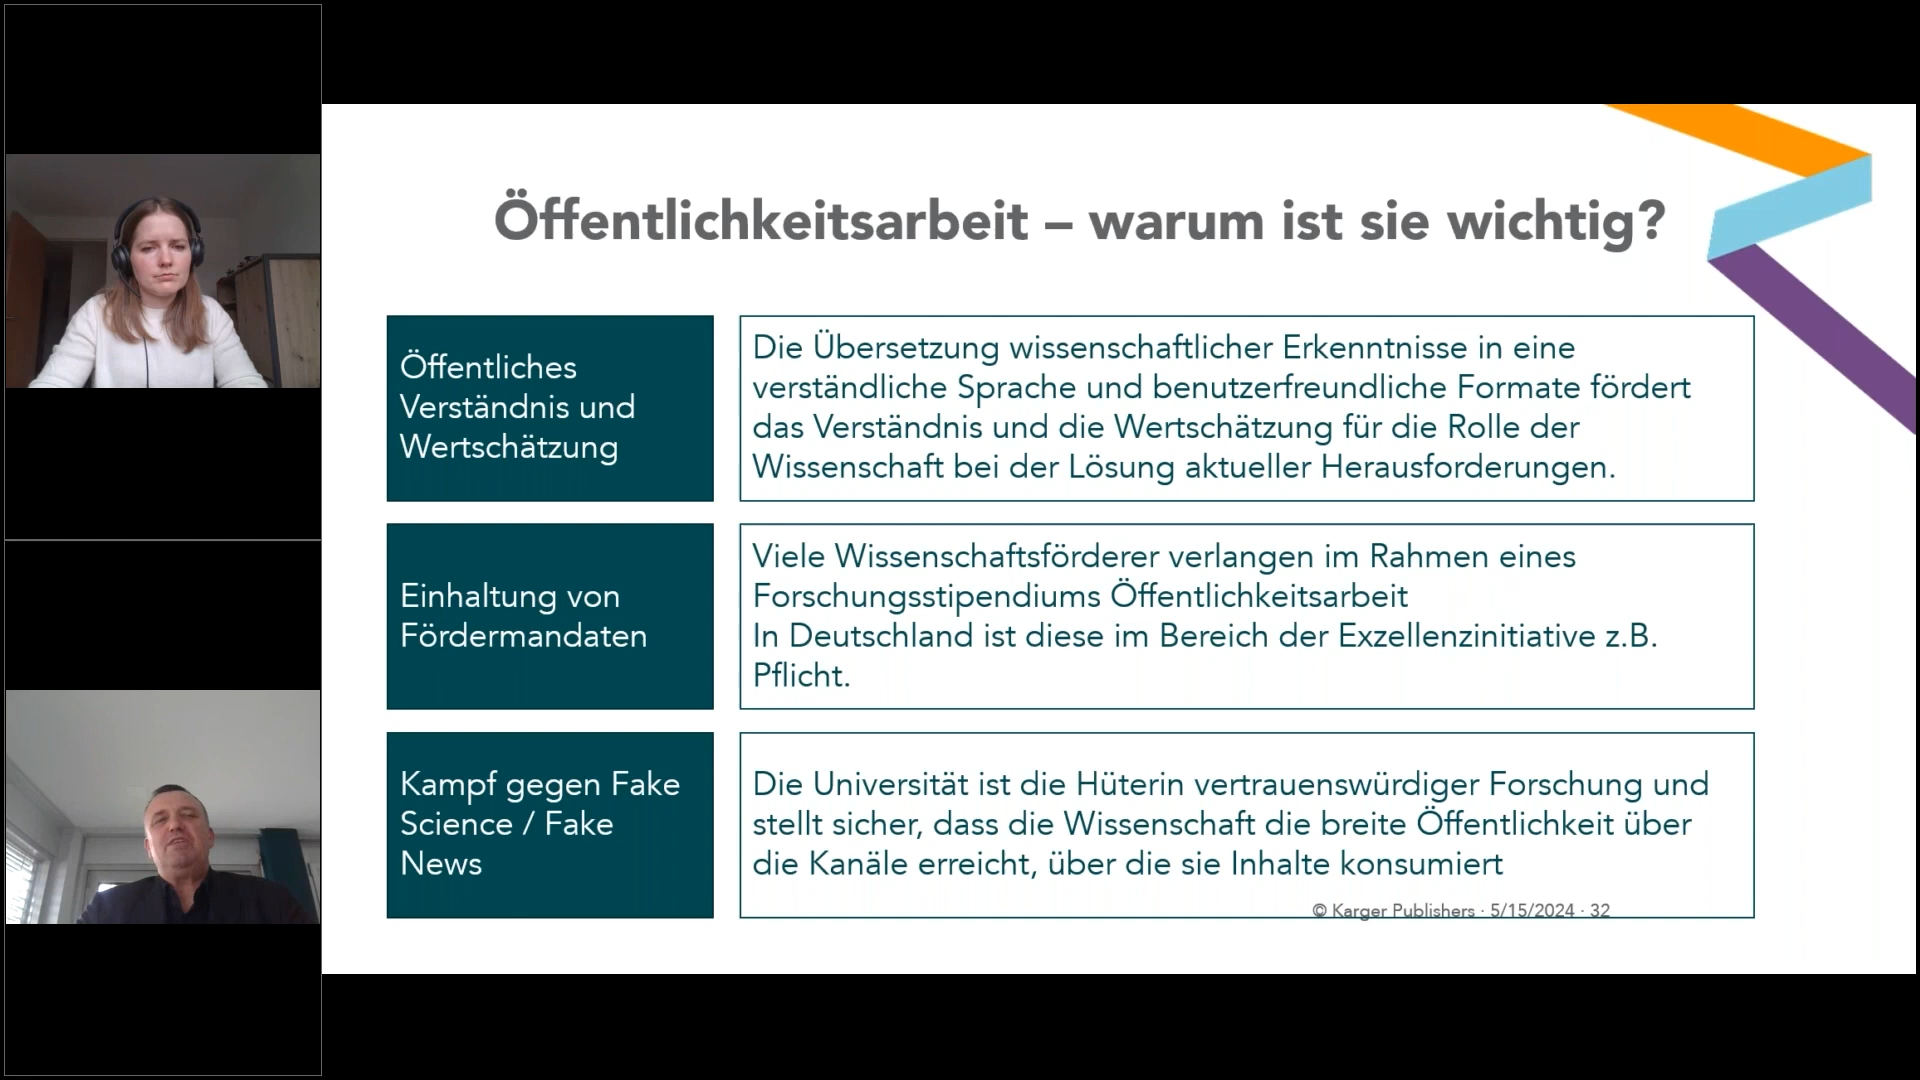 Öffentlichkeitsarbeit – warum ist sie wichtig?
Öffentliches
Verständnis und
Wertschätzung
Die Übersetzung wissenschaftlicher Erkenntnisse in eine
verständliche Sprache und benutzerfreundliche Formate fördert
das Verständnis und die Wertschätzung für die Rolle der
Wissenschaft bei der Lösung aktueller Herausforderungen.
Einhaltung von
Fördermandaten
Viele Wissenschaftsförderer verlangen im Rahmen eines
Forschungsstipendiums Öffentlichkeitsarbeit
In Deutschland ist diese im Bereich der Exzellenzinitiative z.B.
Pflicht.
Kampf gegen Fake
Science / Fake
News
Die Universität ist die Hüterin vertrauenswürdiger Forschung und
stellt sicher, dass die Wissenschaft die breite Öffentlichkeit über
die Kanäle erreicht, über die sie Inhalte konsumiert
© Karger Publishers · 5/15/2024 · 32